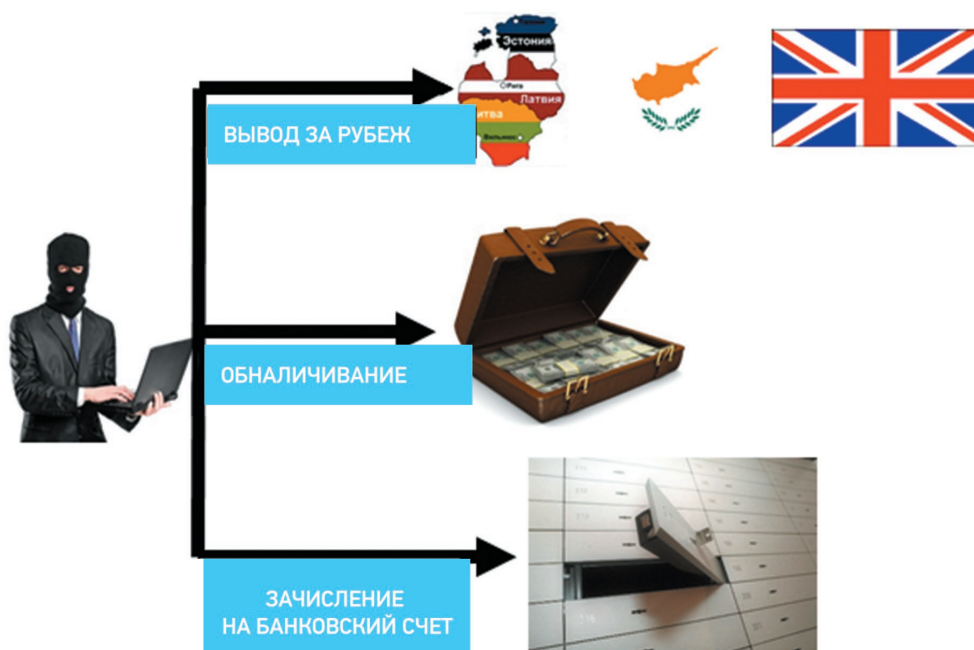 Эстония
Рига
Латвия
итва
Вильнюс
ВЫВОД ЗА РУБЕЖ
ОБНАЛИЧИВАНИЕ
ЗАЧИСЛЕНИЕ
НА БАНКОВСКИЙ СЧЕТ